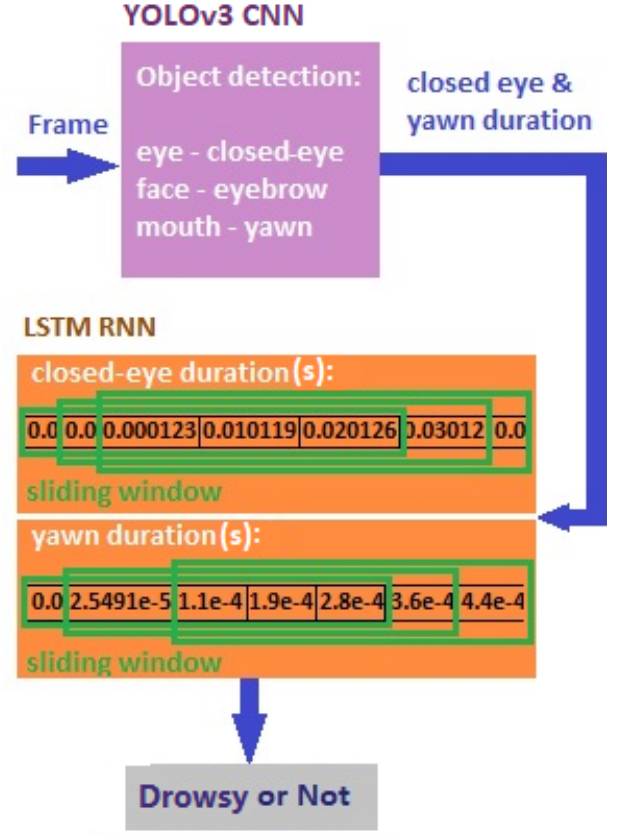 YOLOv3 CNN
Object detection:
eye - closed-eye
face - eyebrow
mouth - yawn
Frame
closed eye &
yawn duration
LSTM RNN
closed-eye duration(s):
0.0 0.0 0.000123 0.010119 0.020126 0.03012 0.0
sliding window
yawn duration(s):
0.0 2.5491e-5 1.1e-4 1.9e-4 2.8e-4 3.6e-4 4.4e-4
sliding window
Drowsy or Not